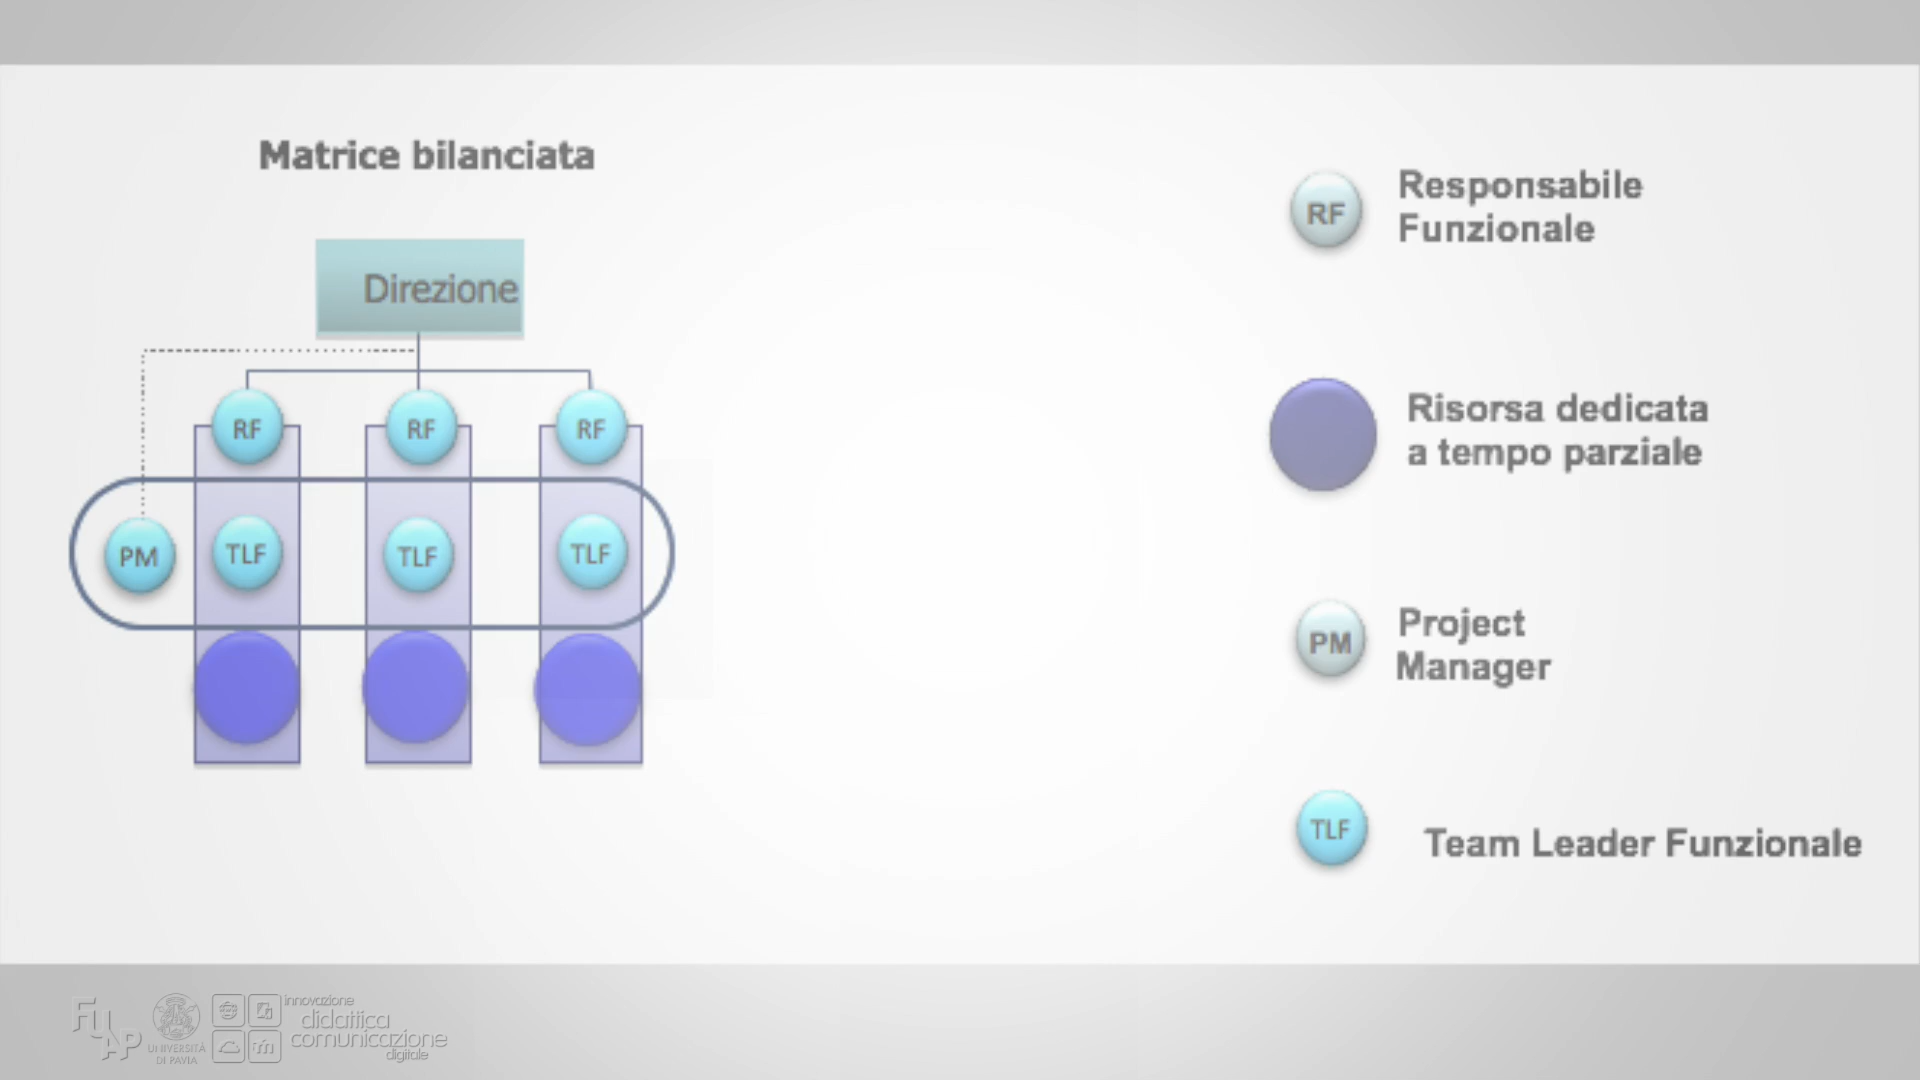 Matrice bilanciata
Direzione
RF
RF
RF
PM
TLF
TLF
TLF
RF
Responsabile
Funzionale
Risorsa dedicata
a tempo parziale
PM
Project
Manager
TLF
Team Leader Funzionale
UNIVERSITÀ
DI PAVIA
innovazione
didattica
comunicazione
digitale